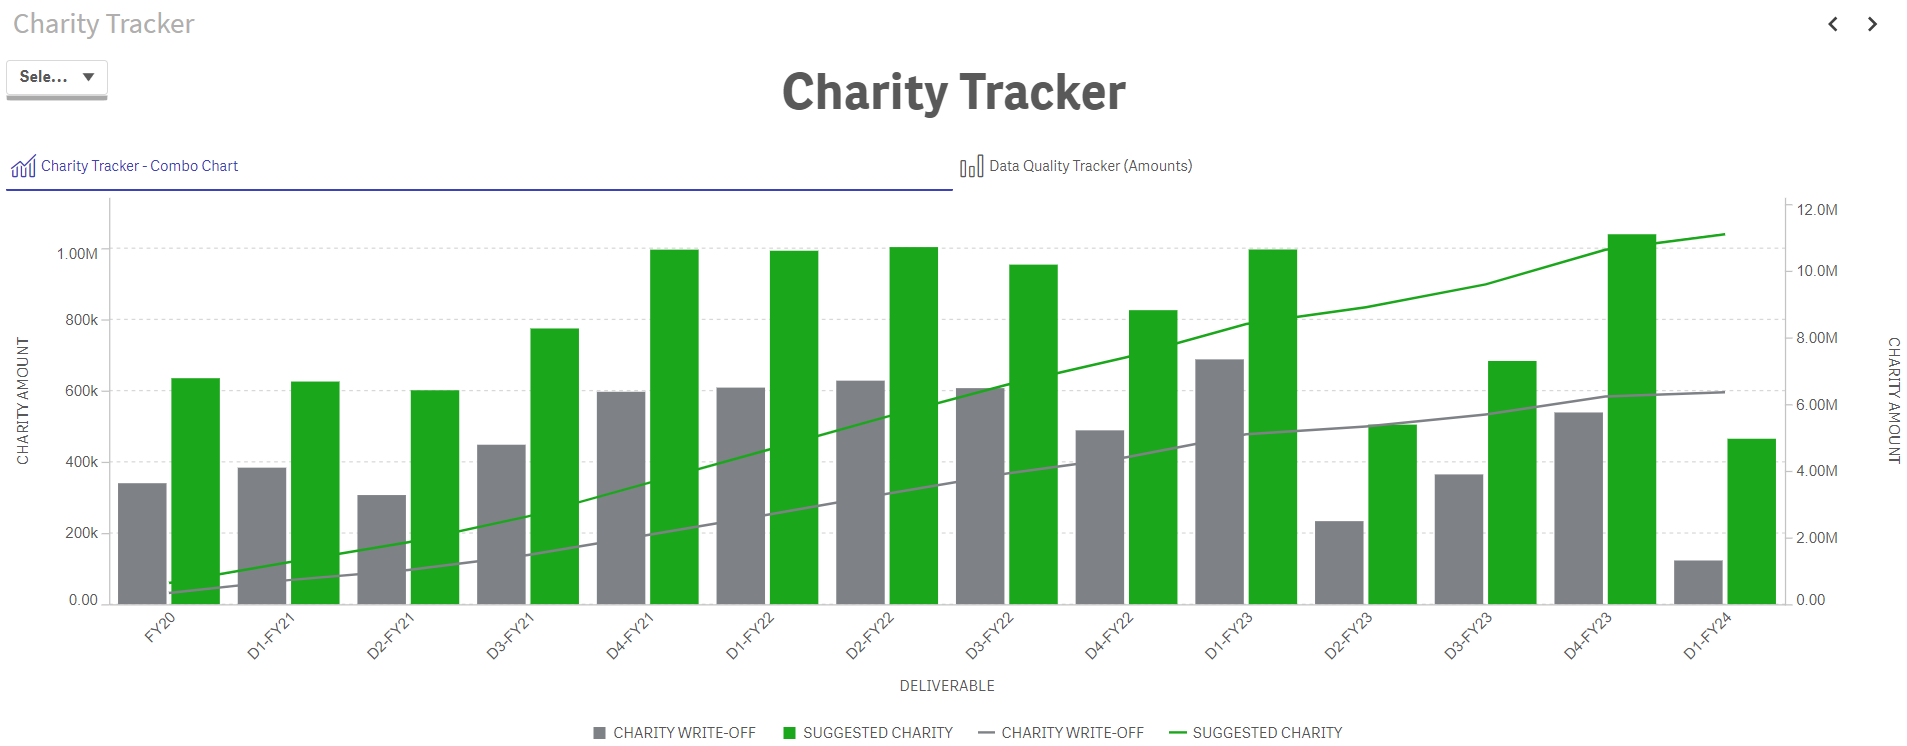 Charity Tracker
Sele...
Charity Tracker
Charity Tracker - Combo Chart
Data Quality Tracker (Amounts)
CHARITY AMOUNT
1.00M
800k
600k
400k
200k
0.00
12.0M
10.0M
8.00M
6.00M
4.00M
2.00M
0.00
CHARITY AMOUNT
FY20
D1-FY21
D2-FY21
D3-FY21
D4-FY21
D1-FY22
D2-FY22
D3-FY22
D4-FY22
D1-FY23
D2-FY23
D3-FY23
D4-FY23
D1-FY24
DELIVERABLE
CHARITY WRITE-OFF SUGGESTED CHARITY CHARITY WRITE-OFF SUGGESTED CHARITY